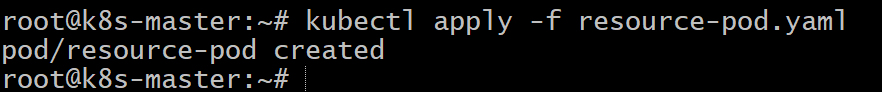 root@k8s-master:~# kubectl apply -f resource-pod.yaml
pod/resource-pod created
root@k8s-master:~#